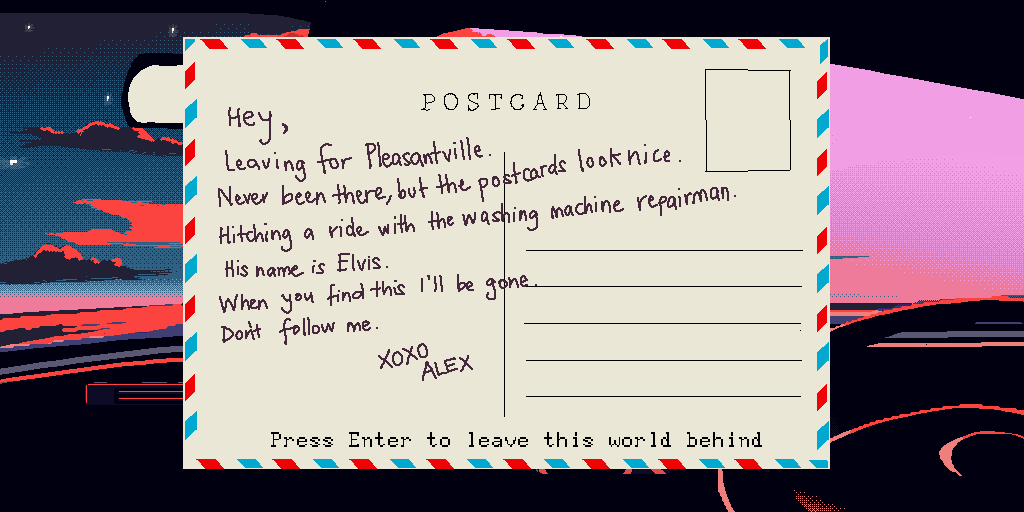 POSTCARD
Hey,
Leaving for Pleasantville.
Never been there, but the postcards look nice.
Hitching a ride with the washing machine repairman.
His name is Elvis.
When you find this I'll be gone.
Don't follow me.
XOXO
ALEX
Press Enter to leave this world behind